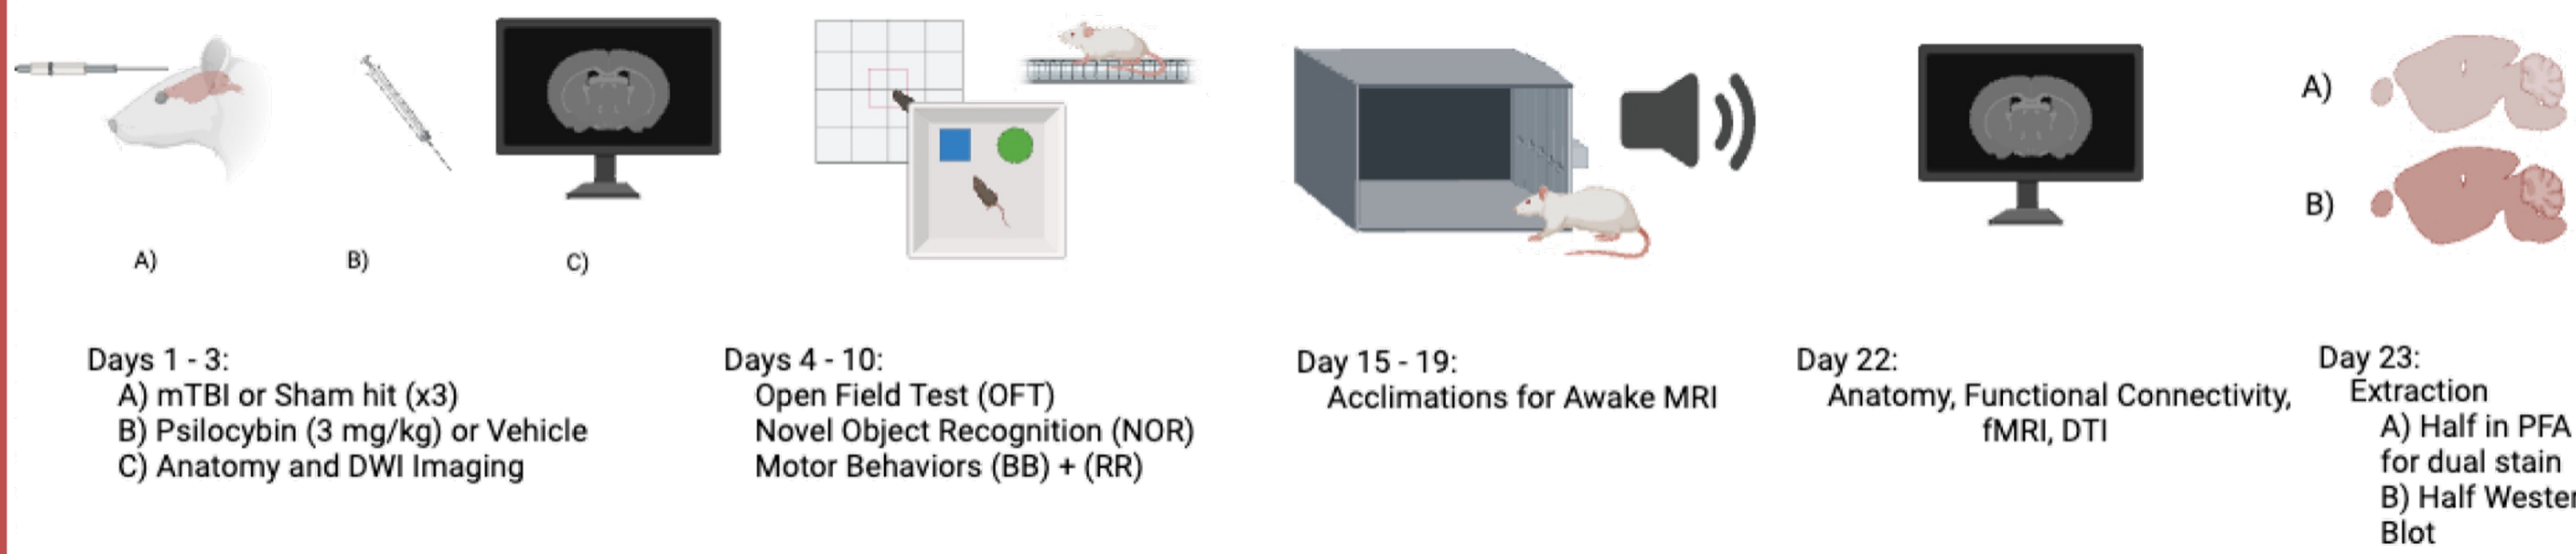 A)
B)
C)
Days 1 - 3:
A) mTBI or Sham hit (x3)
B) Psilocybin (3 mg/kg) or Vehicle
C) Anatomy and DWI Imaging
Days 4 - 10:
Open Field Test (OFT)
Novel Object Recognition (NOR)
Motor Behaviors (BB) + (RR)
Day 15 - 19:
Acclimations for Awake MRI
Day 22:
Anatomy, Functional Connectivity,
fMRI, DTI
A)
B)
Day 23:
Extraction
A) Half in PFA
for dual stain
B) Half Wester
Blot